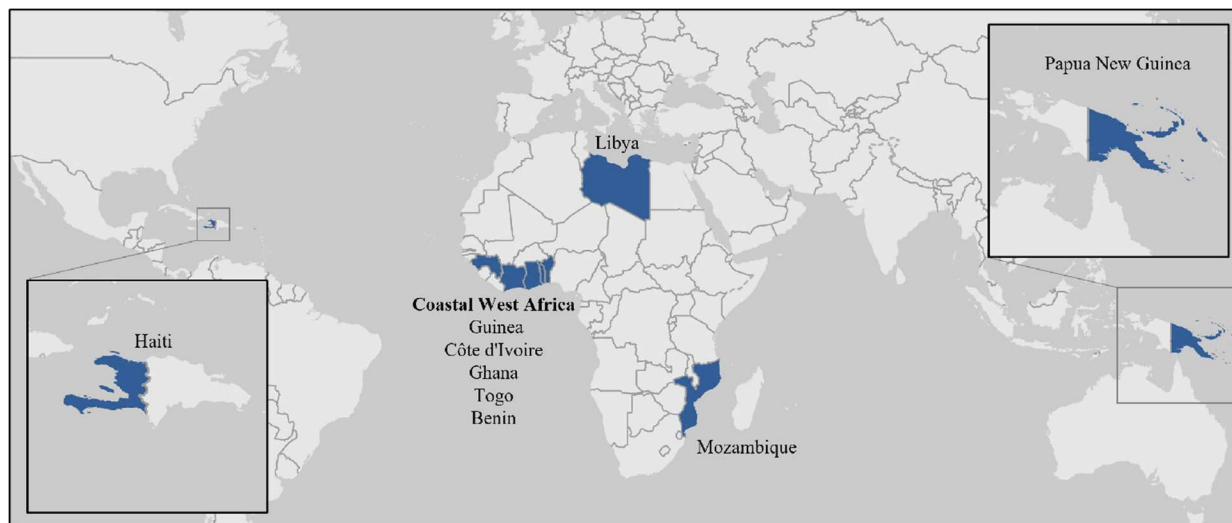 Papua New Guinea
Libya
Coastal West Africa
Guinea
Côte d'Ivoire
Ghana
Togo
Benin
Haiti
Mozambique